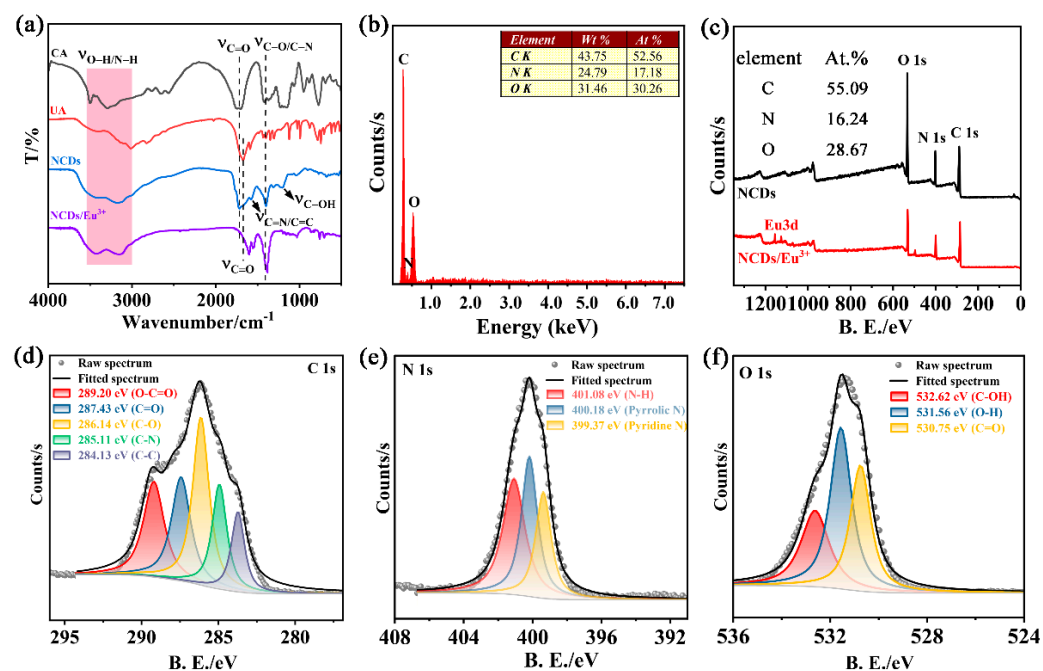 (a)
νO–H/N–H
νC=O
νC–O/C–N
CA
UA
NCDs
NCDs/Eu3+
νC–OH
νC=N/C=C
νC=O
T/%
4000 3000 2000 1000
Wavenumber/cm-1
(b)
C
O
Element Wt % At %
C K 43.75 52.56
N K 24.79 17.18
O K 31.46 30.26
Counts/s
1.0 2.0 3.0 4.0 5.0 6.0 7.0
Energy (keV)
(c)
element At.%
C 55.09
N 16,24
O 28.67
O 1s
N 1s
C 1s
NCDs
Eu3d
NCDs/Eu3+
Counts/s
1200 1000 800 600 400 200 0
B. E./eV
(d)
Raw spectrum
Fitted spectrum
289.20 eV (O-C=O)
287.43 eV (C=O)
286.14 eV (C-O)
285.11 eV (C-N)
284.13 eV (C-C)
C 1s
Counts/s
295 290 285 280
B. E./eV
(e)
N 1s
Raw spectrum
Fitted spectrum
401.08 eV (N-H)
400.18 eV (Pyrrolic N)
399.37 eV (Pyridine N)
Counts/s
408 404 400 396 392
B. E./eV
(f)
O 1s
Raw spectrum
Fitted spectrum
532.62 eV (C-OH)
531.56 eV (O-H)
530.75 eV (C=O)
Counts/s
536 532 528 524
B. E./eV